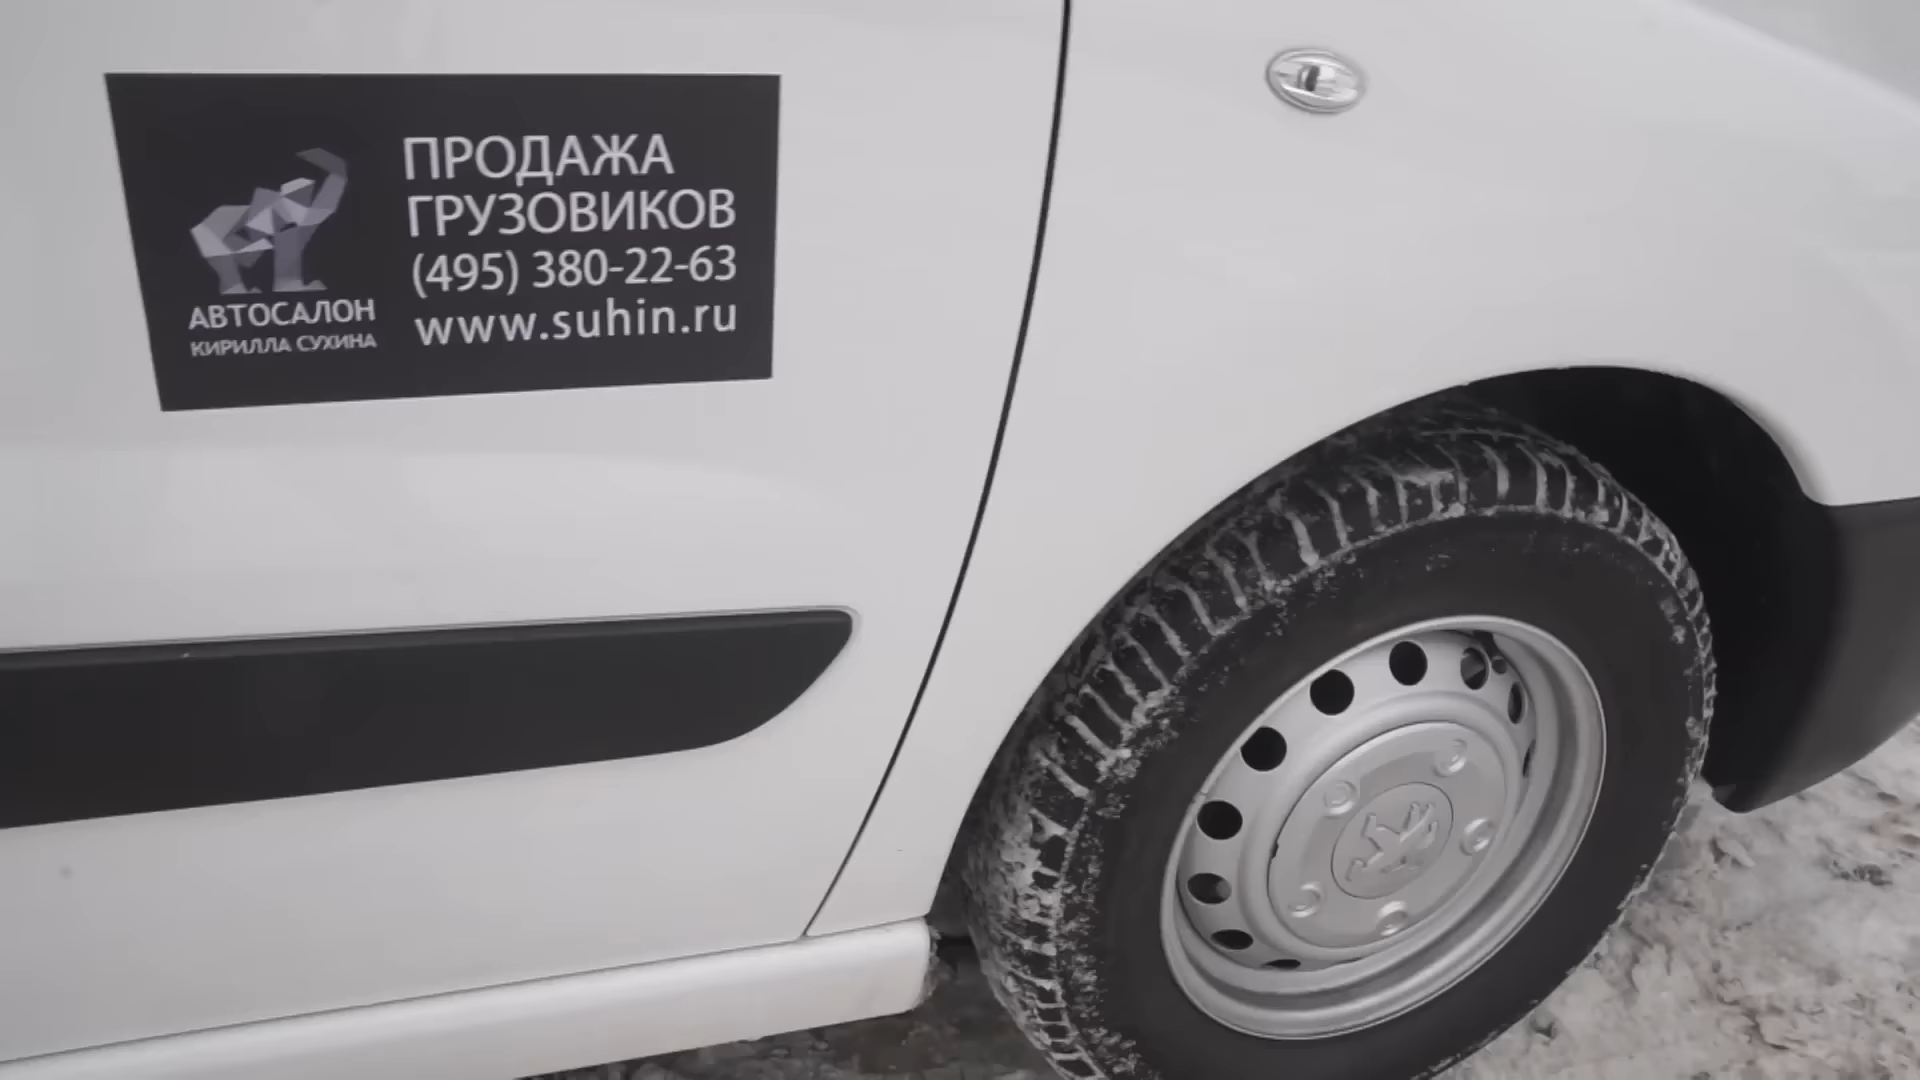 ПРОДАЖА
ГРУЗОВИКОВ
(495) 380-22-63
www.suhin.ru
АВТОСАЛОН
КИРИЛЛА СУХИНА